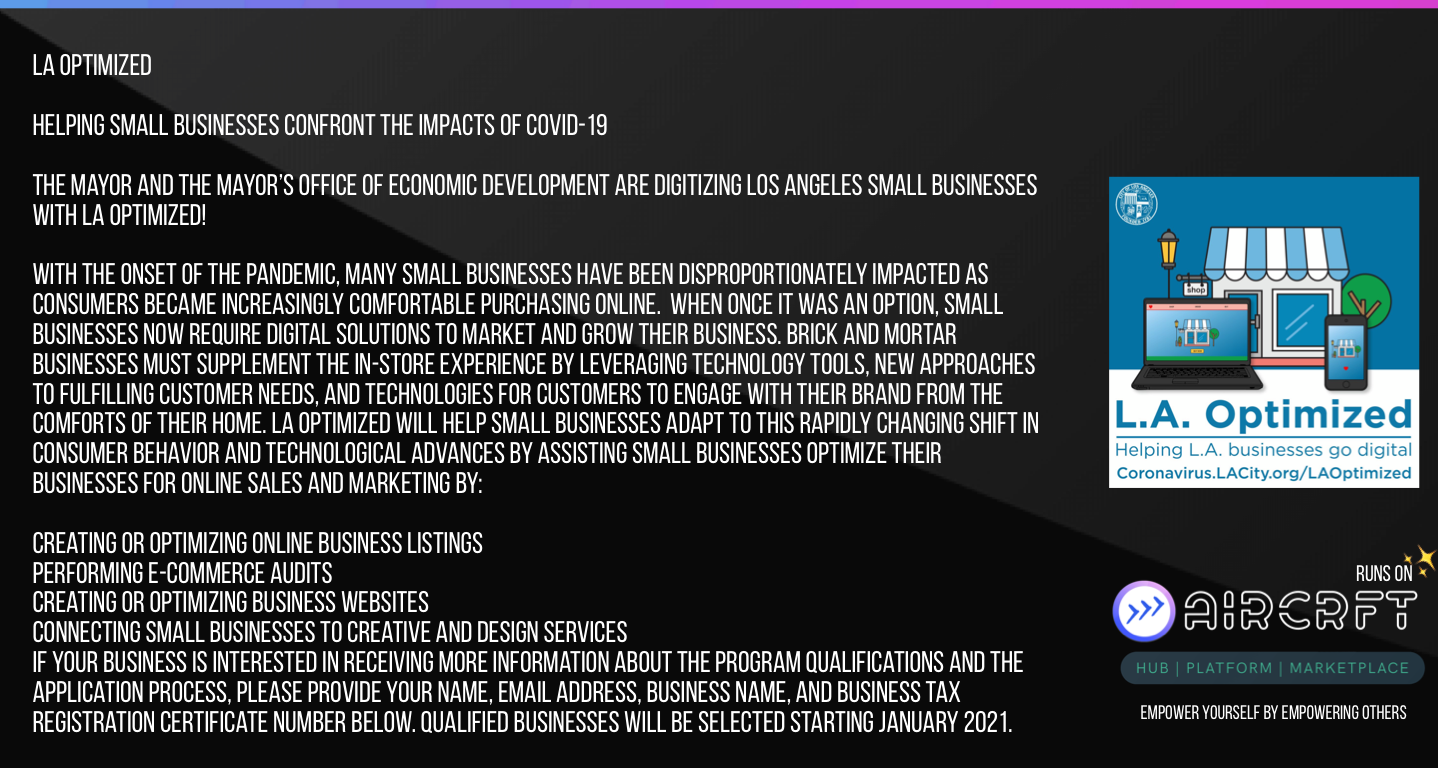 LA OPTIMIZED
HELPING SMALL BUSINESSES CONFRONT THE IMPACTS OF COVID-19
THE MAYOR AND THE MAYOR'S OFFICE OF ECONOMIC DEVELOPMENT ARE DIGITIZING LOS ANGELES SMALL BUSINESSES
WITH LA OPTIMIZED!
WITH THE ONSET OF THE PANDEMIC, MANY SMALL BUSINESSES HAVE BEEN DISPROPORTIONATELY IMPACTED AS
CONSUMERS BECAME INCREASINGLY COMFORTABLE PURCHASING ONLINE. WHEN ONCE IT WAS AN OPTION, SMALL
BUSINESSES NOW REQUIRE DIGITAL SOLUTIONS TO MARKET AND GROW THEIR BUSINESS. BRICK AND MORTAR
BUSINESSES MUST SUPPLEMENT THE IN-STORE EXPERIENCE BY LEVERAGING TECHNOLOGY TOOLS, NEW APPROACHES
TO FULFILLING CUSTOMER NEEDS, AND TECHNOLOGIES FOR CUSTOMERS TO ENGAGE WITH THEIR BRAND FROM THE
COMFORTS OF THEIR HOME. LA OPTIMIZED WILL HELP SMALL BUSINESSES ADAPT TO THIS RAPIDLY CHANGING SHIFT IN
CONSUMER BEHAVIOR AND TECHNOLOGICAL ADVANCES BY ASSISTING SMALL BUSINESSES OPTIMIZE THEIR
BUSINESSES FOR ONLINE SALES AND MARKETING BY:
CREATING OR OPTIMIZING ONLINE BUSINESS LISTINGS
PERFORMING E-COMMERCE AUDITS
CREATING OR OPTIMIZING BUSINESS WEBSITES
CONNECTING SMALL BUSINESSES TO CREATIVE AND DESIGN SERVICES
IF YOUR BUSINESS IS INTERESTED IN RECEIVING MORE INFORMATION ABOUT THE PROGRAM QUALIFICATIONS AND THE
APPLICATION PROCESS, PLEASE PROVIDE YOUR NAME, EMAIL ADDRESS, BUSINESS NAME, AND BUSINESS TAX
REGISTRATION CERTIFICATE NUMBER BELOW. QUALIFIED BUSINESSES WILL BE SELECTED STARTING JANUARY 2021.
shop
L.A. Optimized
Helping L.A. businesses go digital
Coronavirus.LACity.org/LAOptimized
RUNS ON
AIRCRFT
HUB | PLATFORM | MARKETPLACE
EMPOWER YOURSELF BY EMPOWERING OTHERS